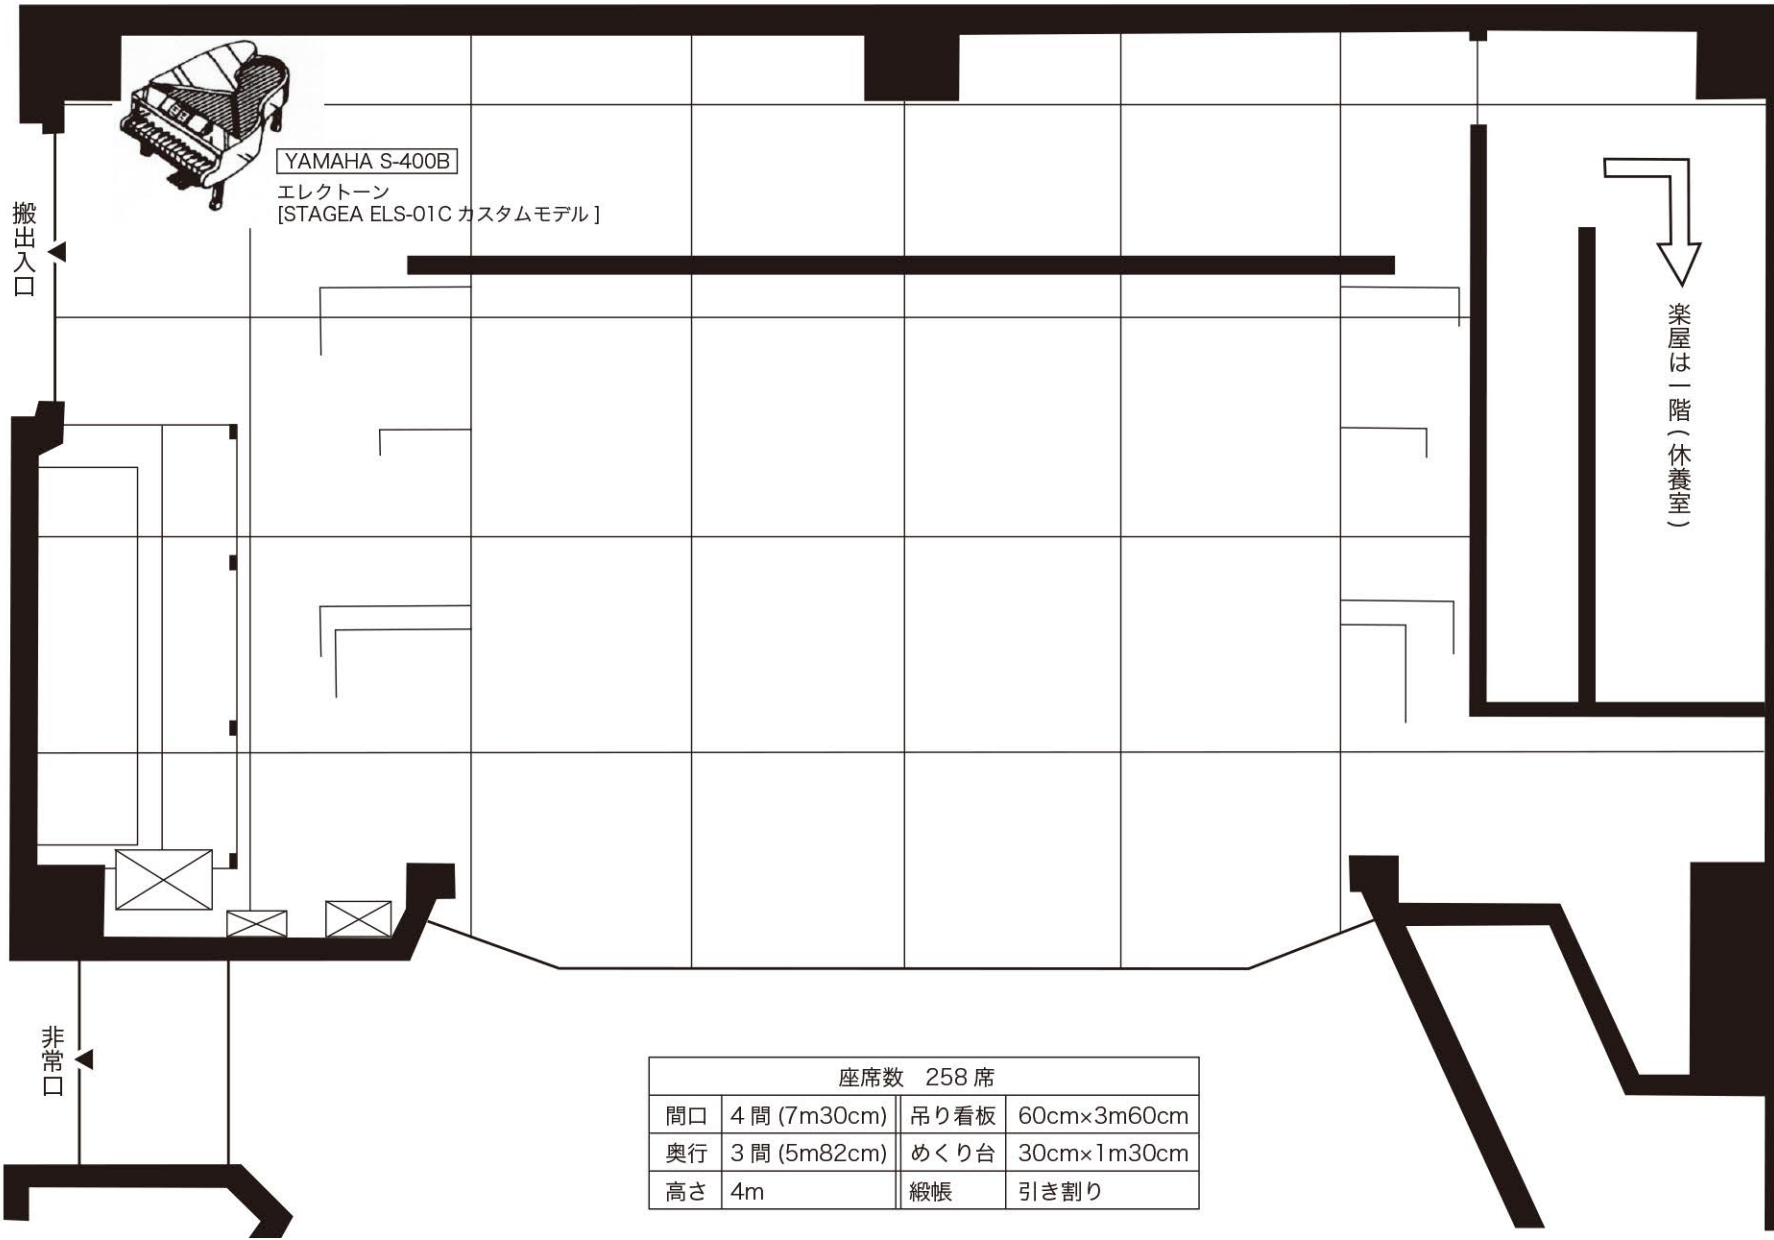 YAMAHA S-400B
エレクトーン
[STAGEA ELS-01C カスタムモデル ]
搬出入口
楽屋は一階(休養室)
非常口
座席数 258 席
間口 4 間 (7m30cm) 吊り看板 60cm×3m60cm
奥行 3 間 (5m82cm) めくり台 30cm×1m30cm
高さ 4m 緞帳 引き割り